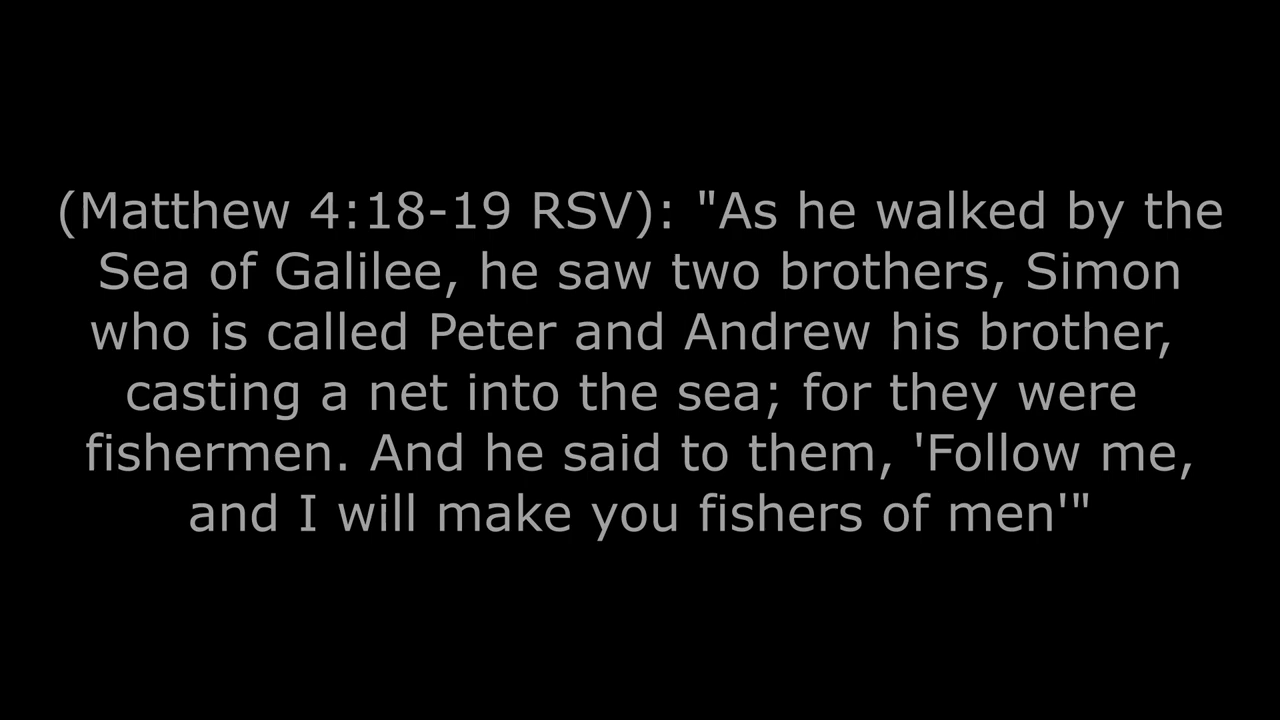 (Matthew 4:18-19 RSV): "As he walked by the
Sea of Galilee, he saw two brothers, Simon
who is called Peter and Andrew his brother,
casting a net into the sea; for they were
fishermen. And he said to them, 'Follow me,
and I will make you fishers of men'"